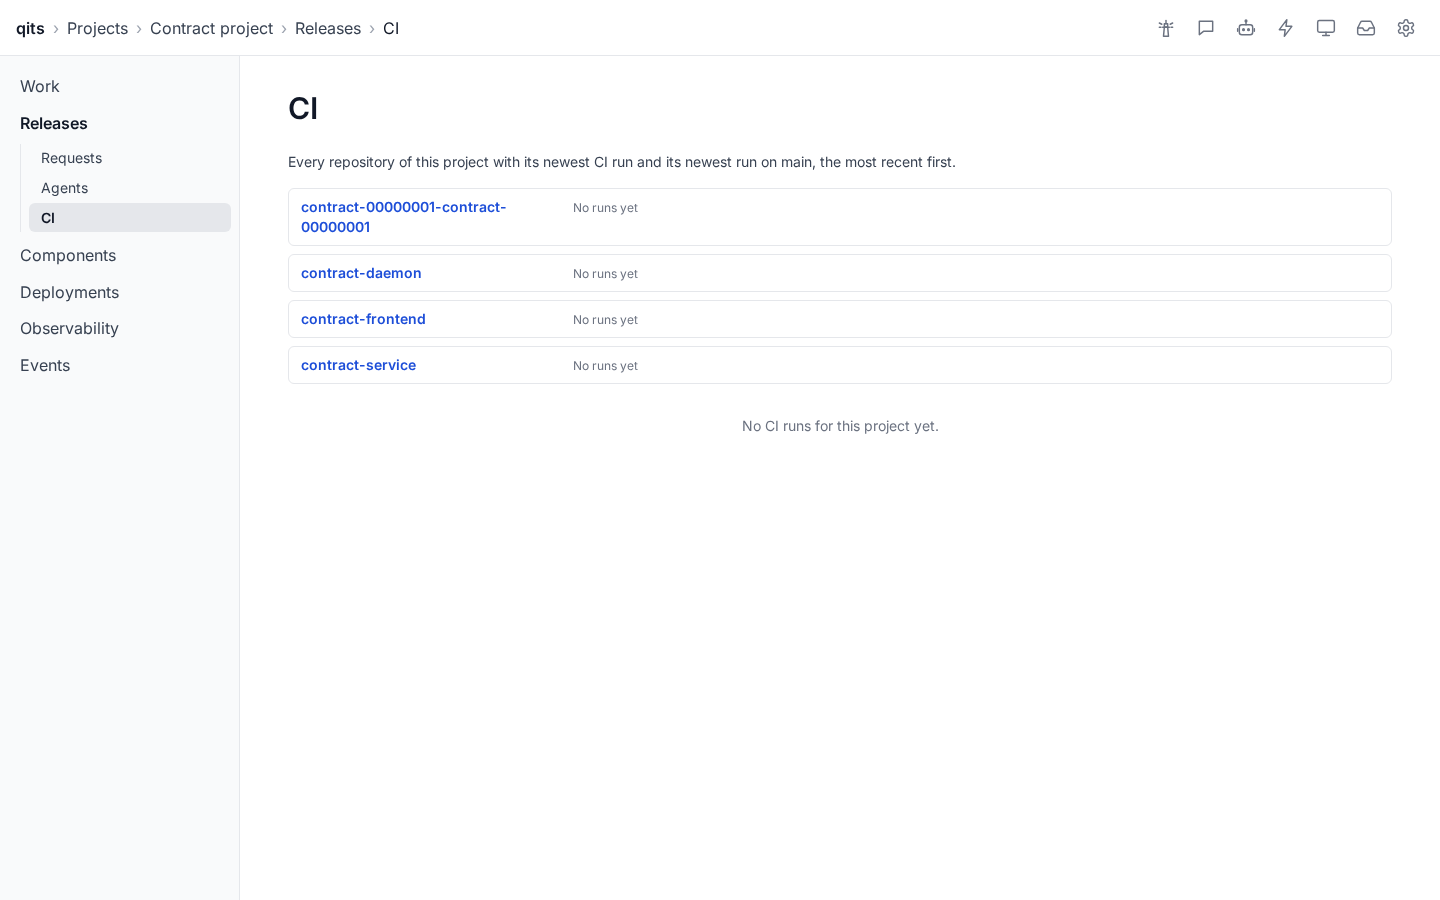 qits › Projects › Contract project › Releases › CI
Work
Releases
Requests
Agents
CI
Components
Deployments
Observability
Events
CI
Every repository of this project with its newest CI run and its newest run on main, the most recent first.
contract-00000001-contract-
00000001
No runs yet
contract-daemon
No runs yet
contract-frontend
No runs yet
contract-service
No runs yet
No CI runs for this project yet.